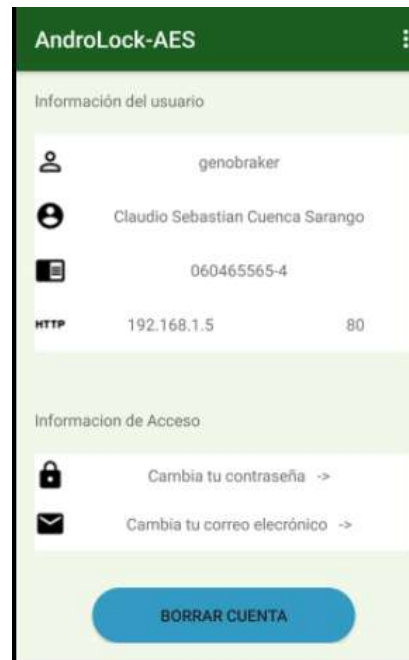 AndroLock-AES
Información del usuario
genobraker
Claudio Sebastian Cuenca Sarango
060465565-4
HTTP 192.168.1.5 80
Informacion de Acceso
Cambia tu contraseña ->
Cambia tu correo elecrónico ->
BORRAR CUENTA